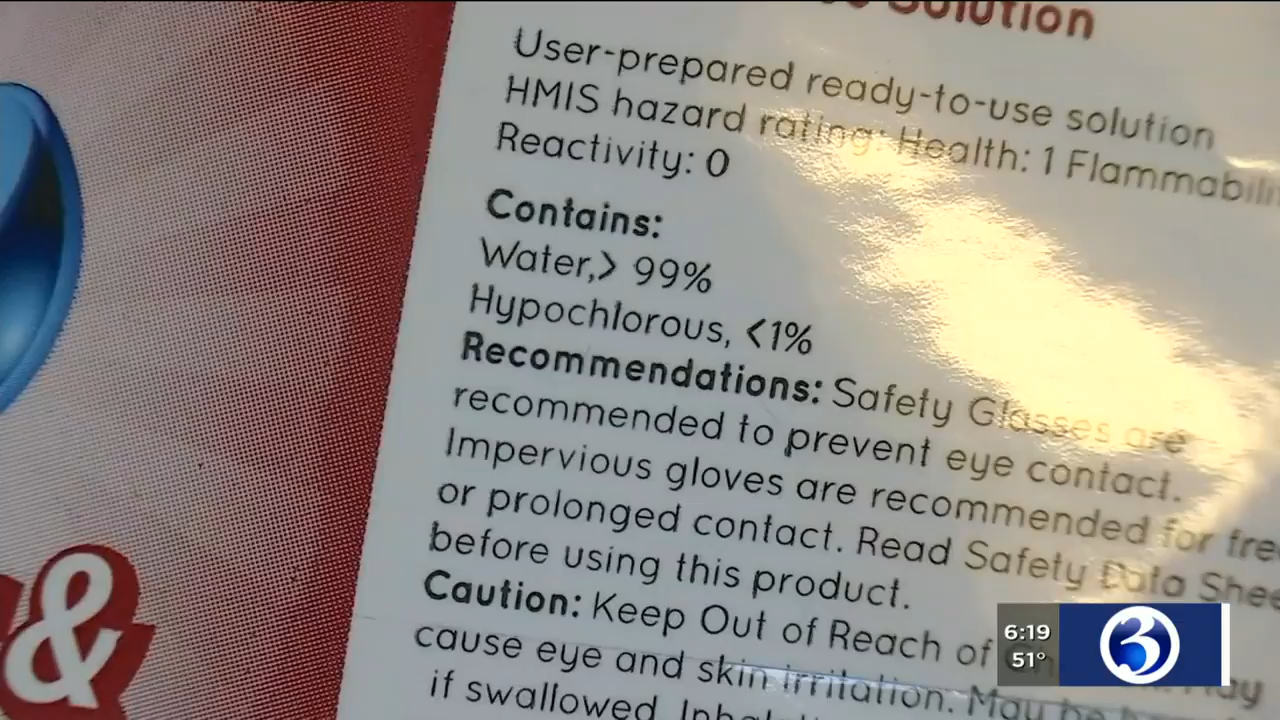 Solution
User-prepared ready-to-use solution
HMIS hazard rating: Health: 1 Flammabili
Reactivity: 0
Contains:
Water,> 99%
Hypochlorous, <1%
Recommendations: Safety Glasses are
recommended to prevent eye contact.
Impervious gloves are recommended for fre
or prolonged contact. Read Safety Data Shee
before using this product.
Caution: Keep Out of Reach of
cause eye and skin irritation. May be
if swallowed.
&
6:19
51°
3